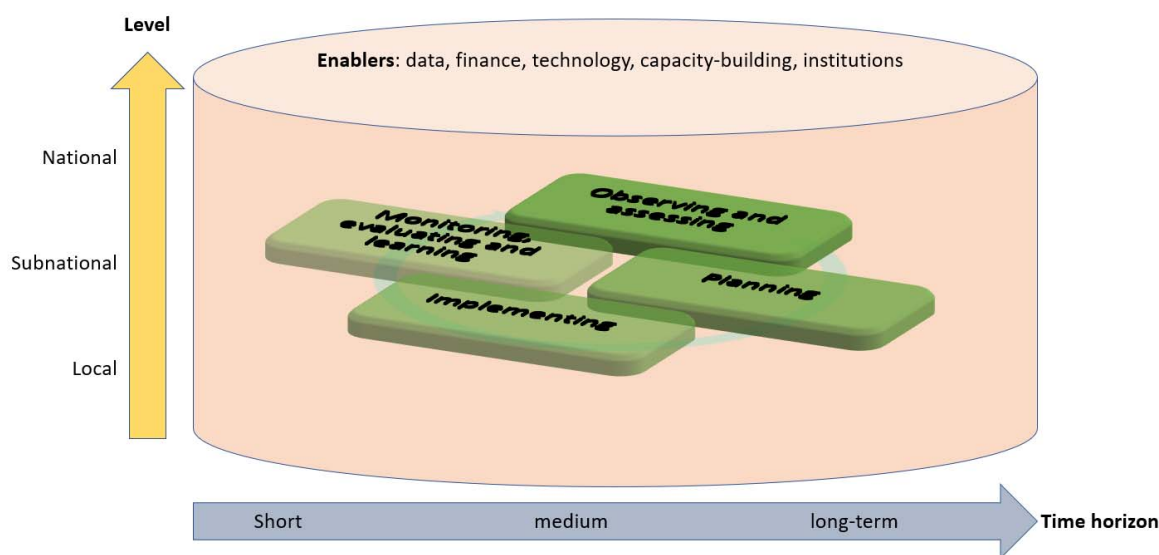 Level
Enablers: data, finance, technology, capacity-building, institutions
National
Observing and
assessing
Monitoring,
evaluating and
learning
Subnational
Planning
Implementing
Local
Short
medium
long-term
Time horizon